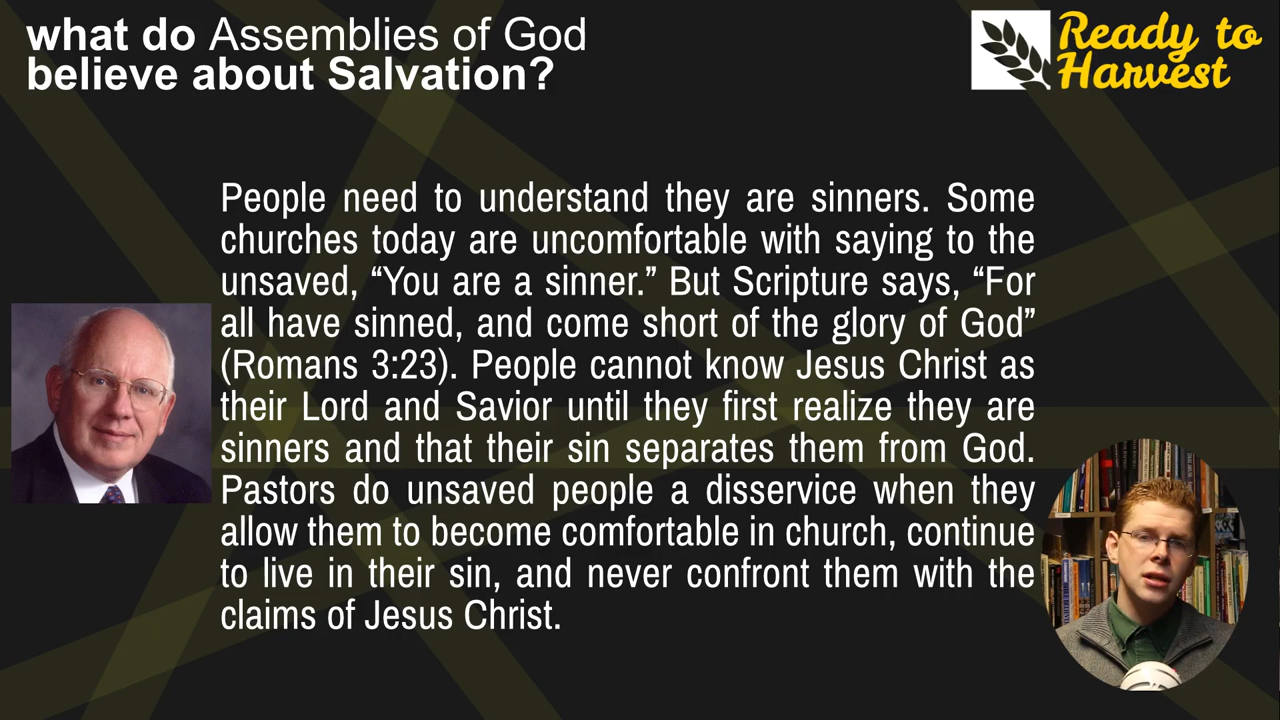 what do Assemblies of God
believe about Salvation?
Ready to
Harvest
People need to understand they are sinners. Some
churches today are uncomfortable with saying to the
unsaved, “You are a sinner.” But Scripture says, “For
all have sinned, and come short of the glory of God”
(Romans 3:23). People cannot know Jesus Christ as
their Lord and Savior until they first realize they are
sinners and that their sin separates them from God.
Pastors do unsaved people a disservice when they
allow them to become comfortable in church, continue
to live in their sin, and never confront them with the
claims of Jesus Christ.